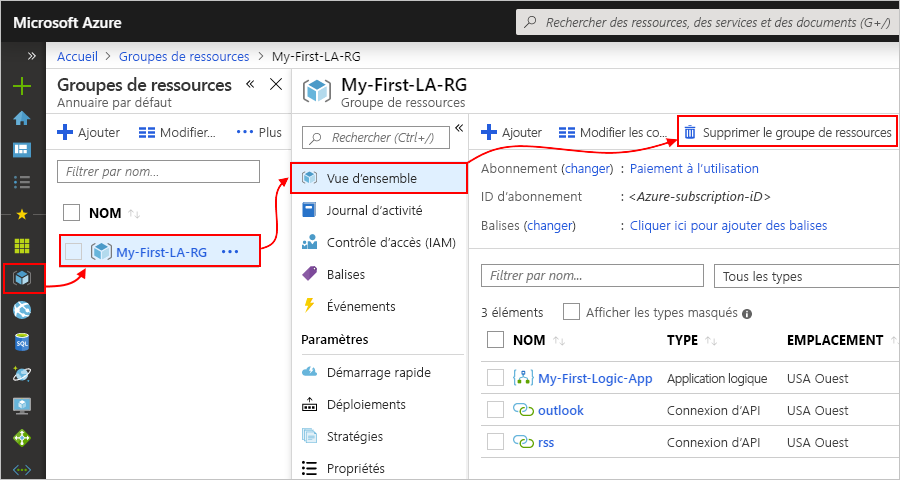 Microsoft Azure
Rechercher des ressources, des services et des documents (G+/)
Accueil > Groupes de ressources > My-First-LA-RG
Groupes de ressources
Annuaire par défaut
Ajouter
Modifier...
Plus
Filtrer par nom...
NOM
My-First-LA-RG
My-First-LA-RG
Groupe de ressources
Rechercher (Ctrl+/)
Vue d'ensemble
Journal d'activité
Contrôle d'accès (IAM)
Balises
Événements
Paramètres
Démarrage rapide
Déploiements
Stratégies
Propriétés
Ajouter
Modifier les co...
Supprimer le groupe de ressources
Abonnement (changer) : Paiement à l'utilisation
ID d'abonnement : <Azure-subscription-iD>
Balises (changer) : Cliquer ici pour ajouter des balises
Filtrer par nom...
Tous les types
3 éléments
Afficher les types masqués
NOM TYPE EMPLACEMENT
My-First-Logic-App Application logique USA Ouest
outlook Connexion d'API USA Ouest
rss Connexion d'API USA Ouest
SQL